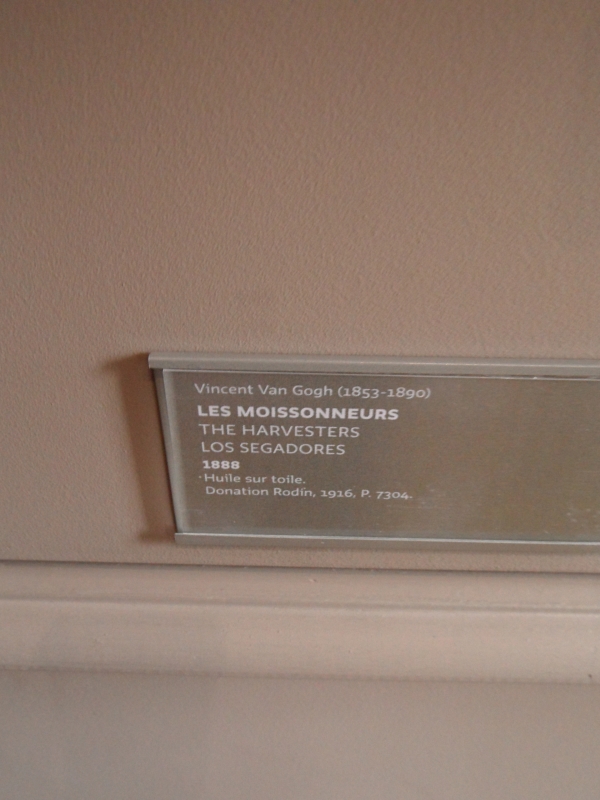 Vincent Van Gogh (1853-1890)
LES MOISSONNEURS
THE HARVESTERS
LOS SEGADORES
1888
Huile sur toile.
Donation Rodin, 1916, P. 7304.